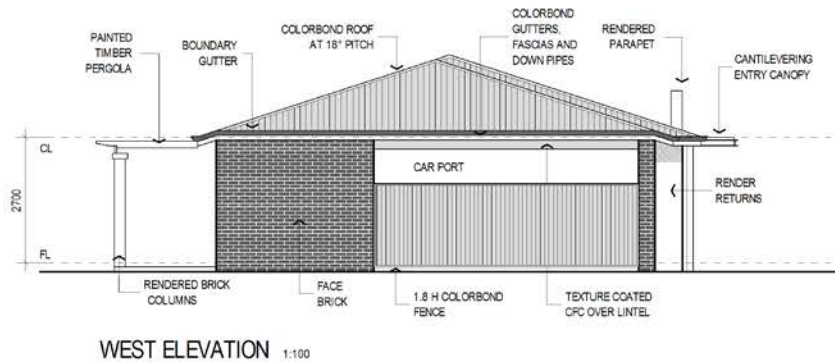 PAINTED
TIMBER
PERGOLA
BOUNDARY
GUTTER
COLORBOND ROOF
AT 18° PITCH
COLORBOND
GUTTERS,
FASCIAS AND
DOWN PIPES
RENDERED
PARAPET
CANTILEVERING
ENTRY CANOPY
CL
2700
FL
CAR PORT
RENDER
RETURNS
RENDERED BRICK
COLUMNS
FACE
BRICK
1.8 H COLORBOND
FENCE
TEXTURE COATED
CFC OVER LINTEL
WEST ELEVATION 1:100